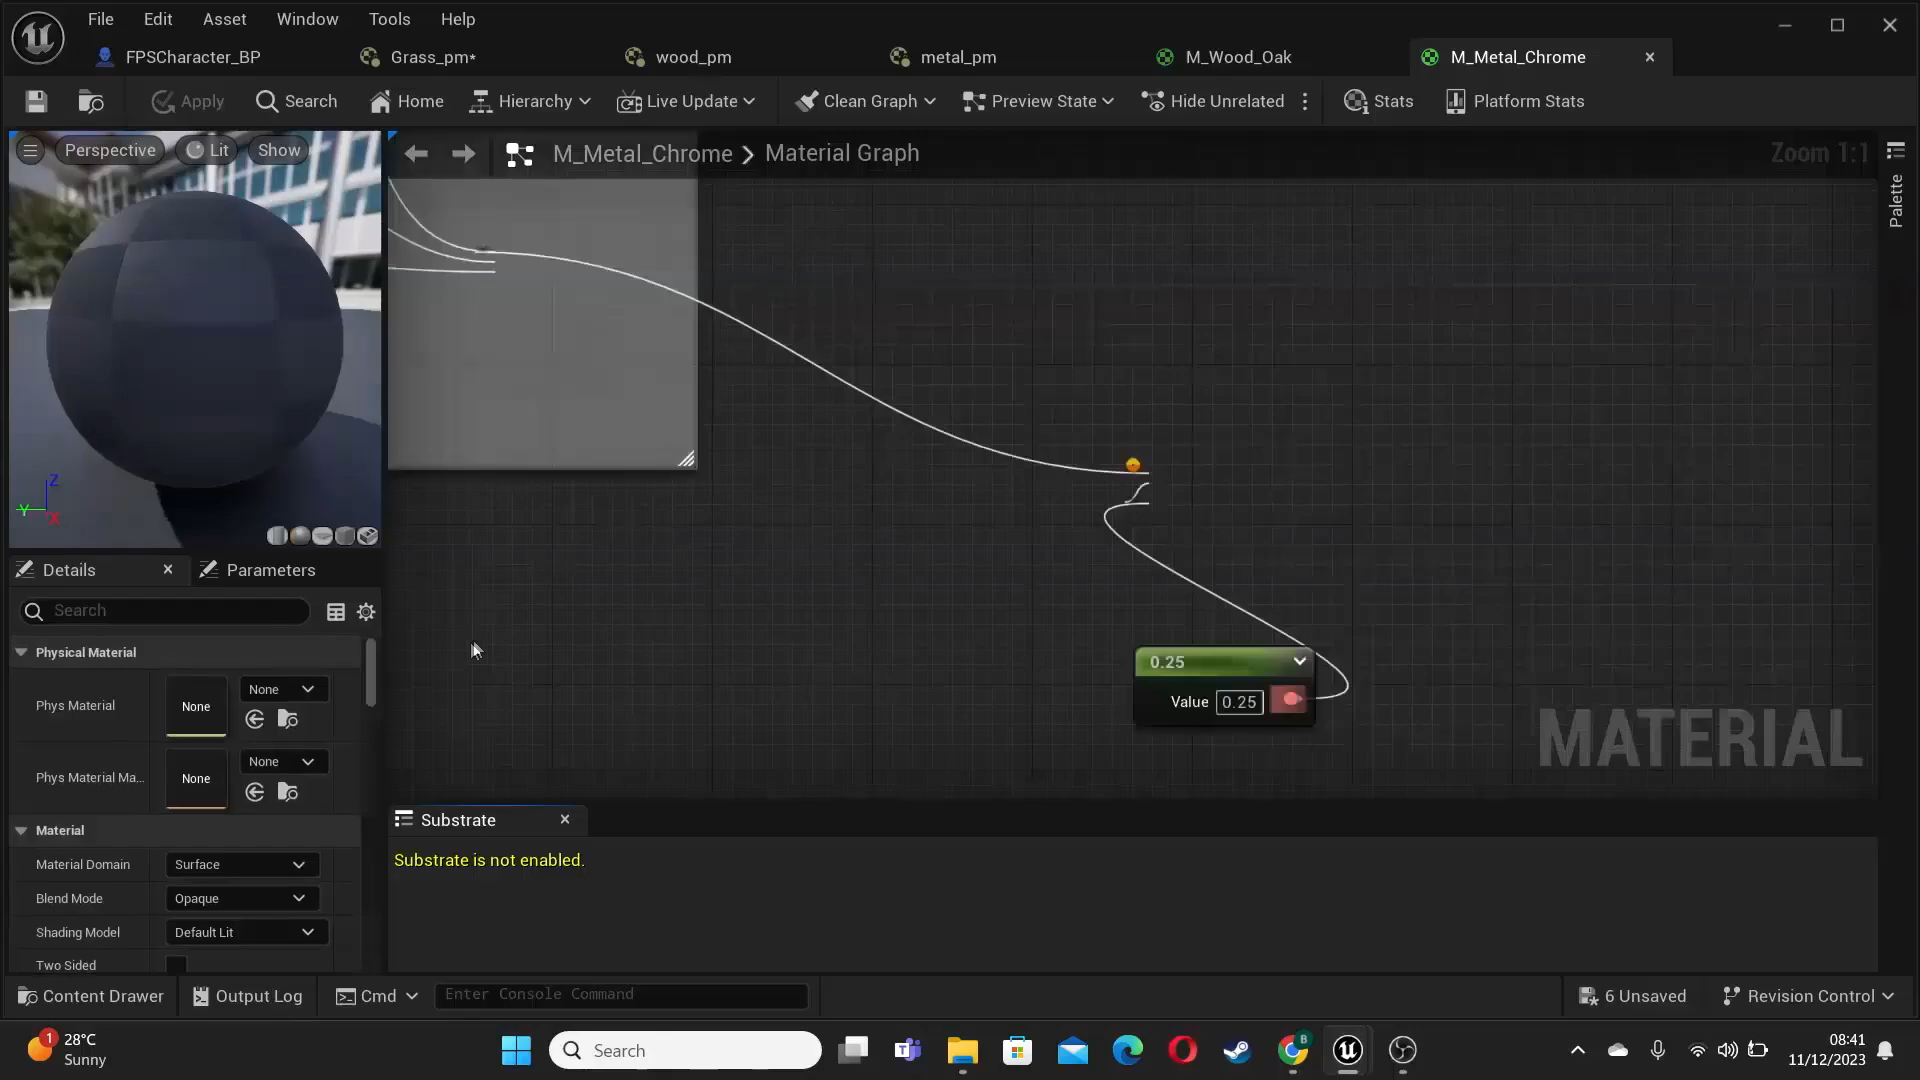 File Edit Asset Window Tools Help
FPSCharacter_BP Grass_pm* wood_pm metal_pm M_Wood_Oak M_Metal_Chrome
Apply Search Home Hierarchy Live Update Clean Graph Preview State Hide Unrelated Stats Platform Stats
Perspective Lit Show
M_Metal_Chrome > Material Graph
Zoom 1:1
Palette
Z
Y
X
Details Parameters
Search
Physical Material
Phys Material None None
Phys Material Ma... None None
Material
Material Domain Surface
Blend Mode Opaque
Shading Model Default Lit
Two Sided
0.25
Value 0.25
MATERIAL
Substrate
Substrate is not enabled.
Content Drawer Output Log Cmd Enter Console Command 6 Unsaved Revision Control
1 28°C
Sunny
Search
B
08:41
11/12/2023